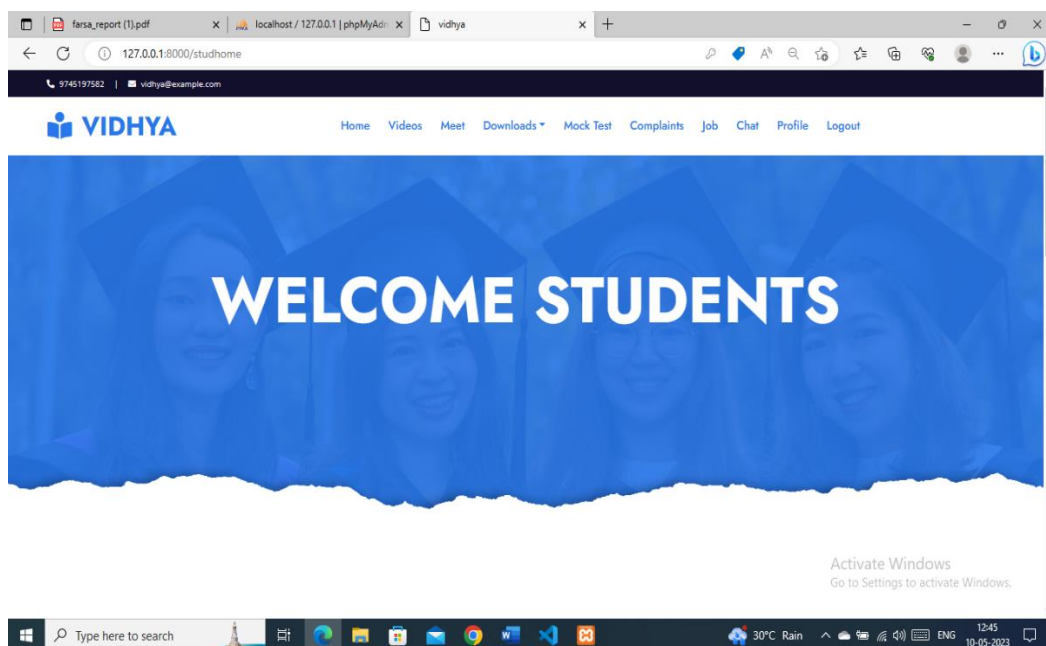 farsa_report (1).pdf
localhost / 127.0.0.1 | phpMyAdn
vidhya
127.0.0.1:8000/studhome
9745197582 | vidhya@example.com
VIDHYA
Home Videos Meet Downloads Mock Test Complaints Job Chat Profile Logout
WELCOME STUDENTS
Activate Windows
Go to Settings to activate Windows.
Type here to search
30°C Rain
ENG
12:45
10-05-2023